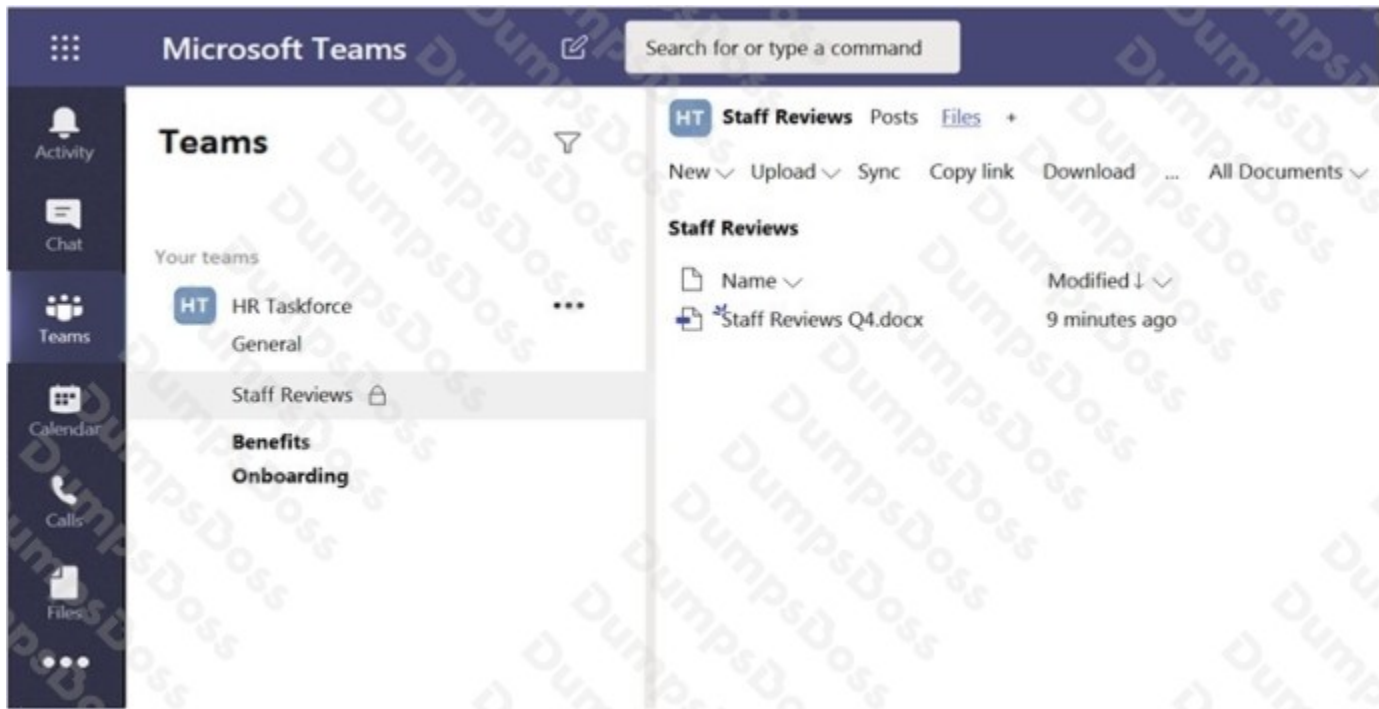 Microsoft Teams
Search for or type a command
Activity
Chat
Teams
Calendar
Calls
Files
Teams
Your teams
HT HR Taskforce
General
Staff Reviews
Benefits
Onboarding
HT Staff Reviews Posts Files +
New Upload Sync Copy link Download ... All Documents
Staff Reviews
Name Modified ↓
Staff Reviews Q4.docx 9 minutes ago
DumpsDoss